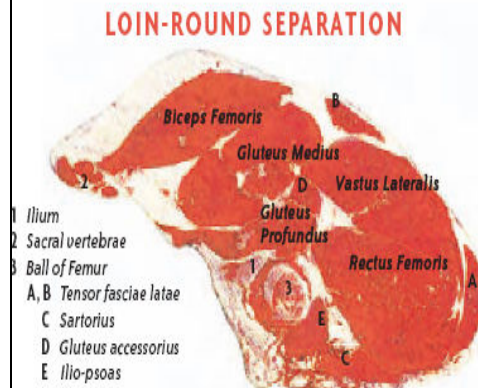 LOIN-ROUND SEPARATION
B
Biceps Femoris
Gluteus Medius
2
D
Vastus Lateralis
Gluteus
Profundus
1 Ilium
2 Sacral vertebrae
3 Ball of Femur
A, B Tensor fasciae latae
C Sartorius
D Gluteus accessorius
E Ilio-psoas
1
Rectus Femoris
3
A
E
C